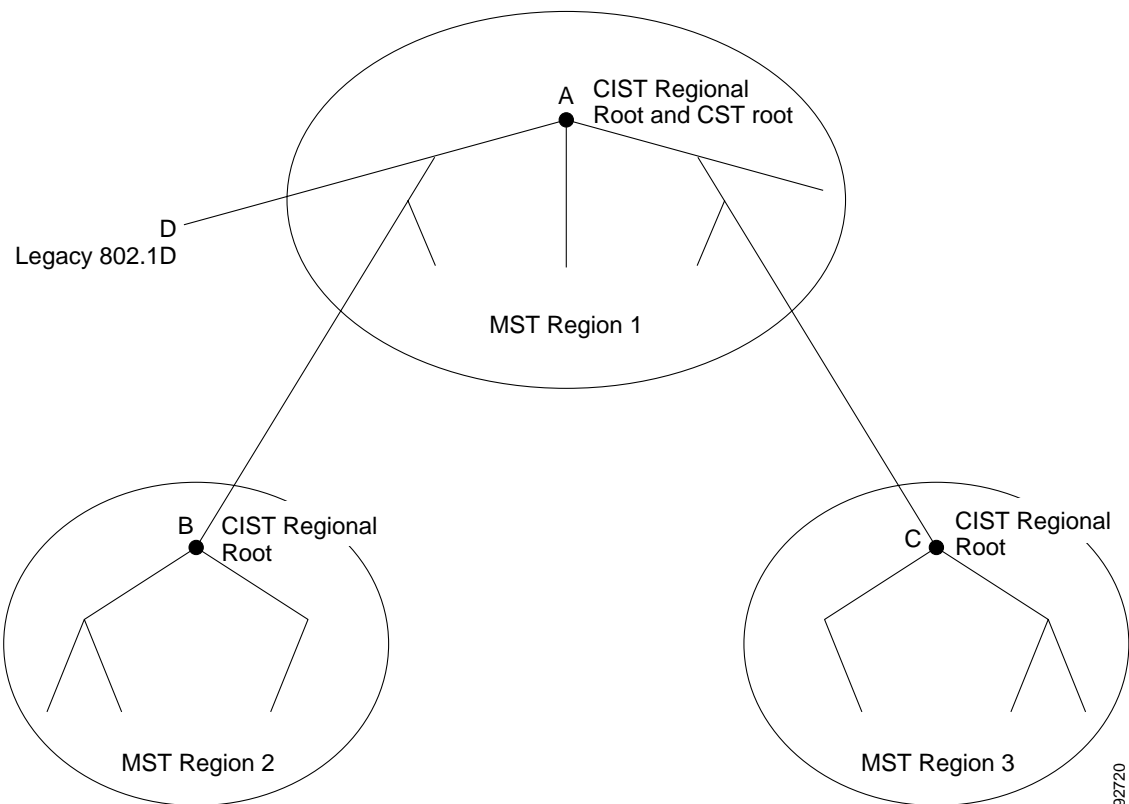 A
CIST Regional
Root and CST root
D
Legacy 802.1D
MST Region 1
B
CIST Regional
Root
C
CIST Regional
Root
MST Region 2
MST Region 3
92720